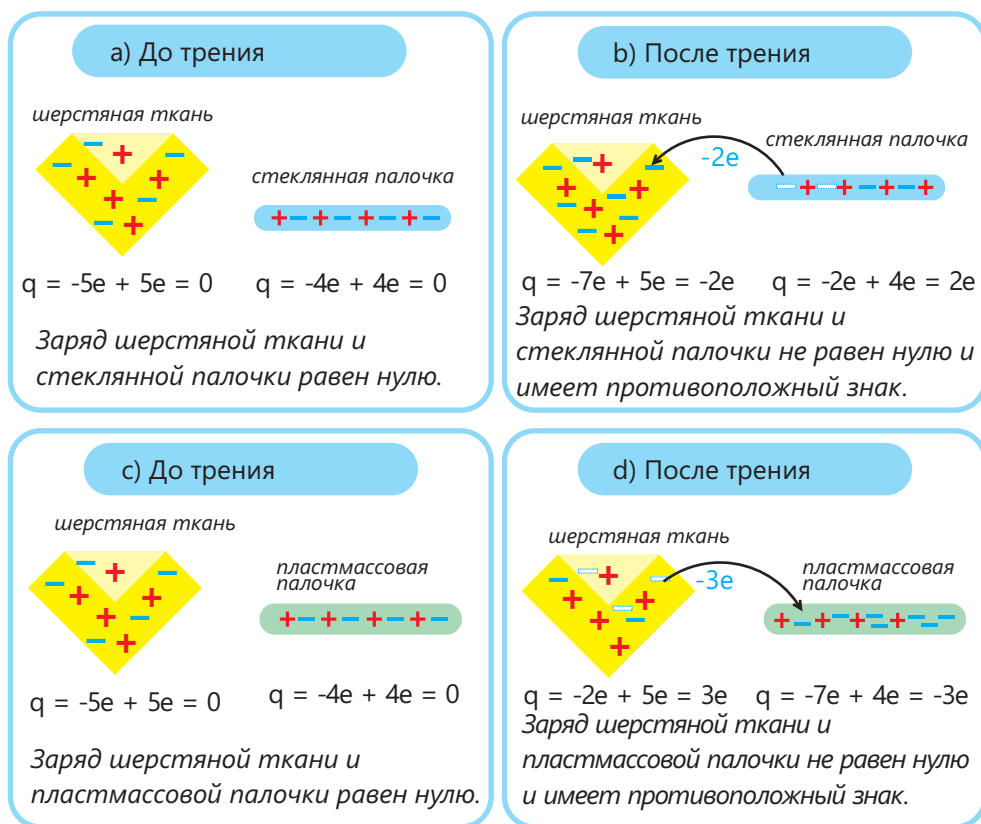 a) До трения
шерстяная ткань
стеклянная палочка
q = -5e + 5e = 0
q = -4e + 4e = 0
Заряд шерстяной ткани и
стеклянной палочки равен нулю.
b) После трения
шерстяная ткань
стеклянная палочка
-2e
q = -7e + 5e = -2e
q = -2e + 4e = 2e
Заряд шерстяной ткани и
стеклянной палочки не равен нулю и
имеет противоположный знак.
c) До трения
шерстяная ткань
пластмассовая
палочка
q = -5e + 5e = 0
q = -4e + 4e = 0
Заряд шерстяной ткани и
пластмассовой палочки равен нулю.
d) После трения
шерстяная ткань
-3e
пластмассовая
палочка
q = -2e + 5e = 3e
q = -7e + 4e = -3e
Заряд шерстяной ткани и
пластмассовой палочки не равен нулю
и имеет противоположный знак.